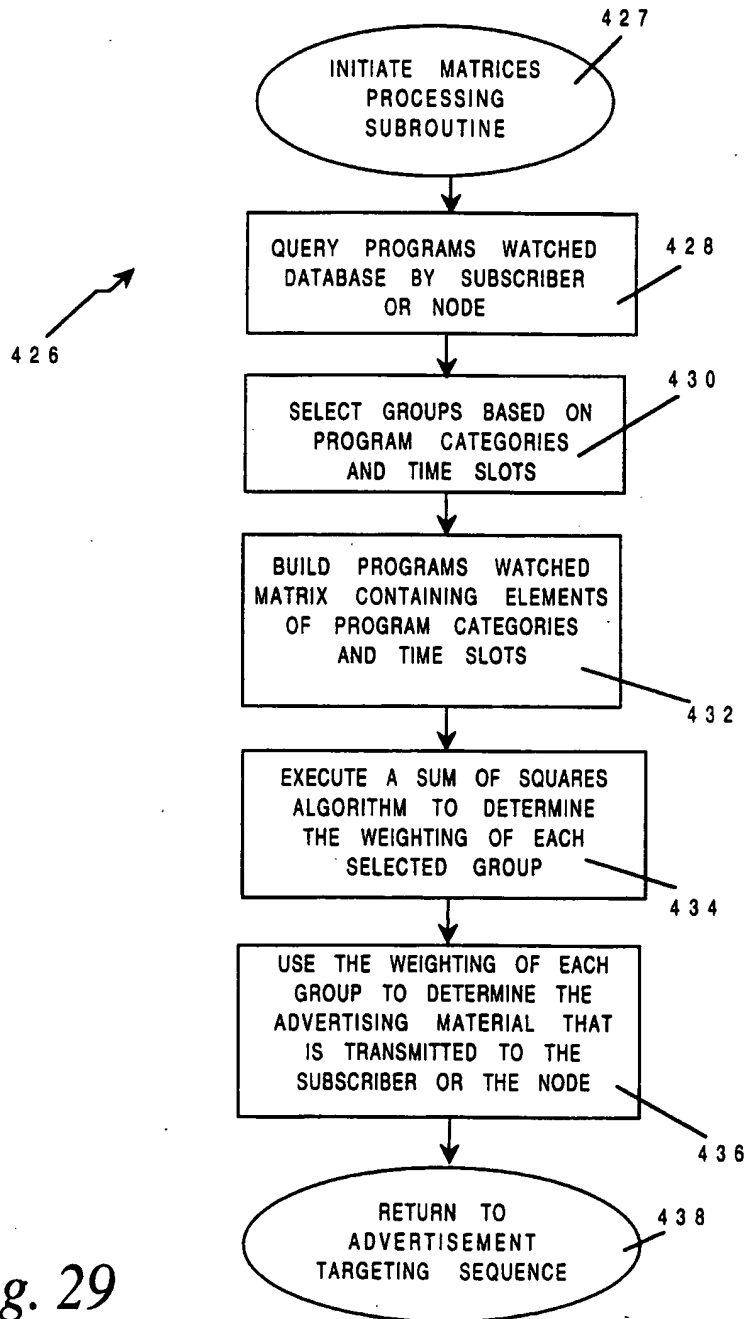 427
INITIATE MATRICES
PROCESSING
SUBROUTINE
QUERY PROGRAMS WATCHED
DATABASE BY SUBSCRIBER
OR NODE
428
426
430
SELECT GROUPS BASED ON
PROGRAM CATEGORIES
AND TIME SLOTS
BUILD PROGRAMS WATCHED
MATRIX CONTAINING ELEMENTS
OF PROGRAM CATEGORIES
AND TIME SLOTS
432
EXECUTE A SUM OF SQUARES
ALGORITHM TO DETERMINE
THE WEIGHTING OF EACH
SELECTED GROUP
434
USE THE WEIGHTING OF EACH
GROUP TO DETERMINE THE
ADVERTISING MATERIAL THAT
IS TRANSMITTED TO THE
SUBSCRIBER OR THE NODE
436
RETURN TO
ADVERTISEMENT
TARGETING SEQUENCE
438
g. 29